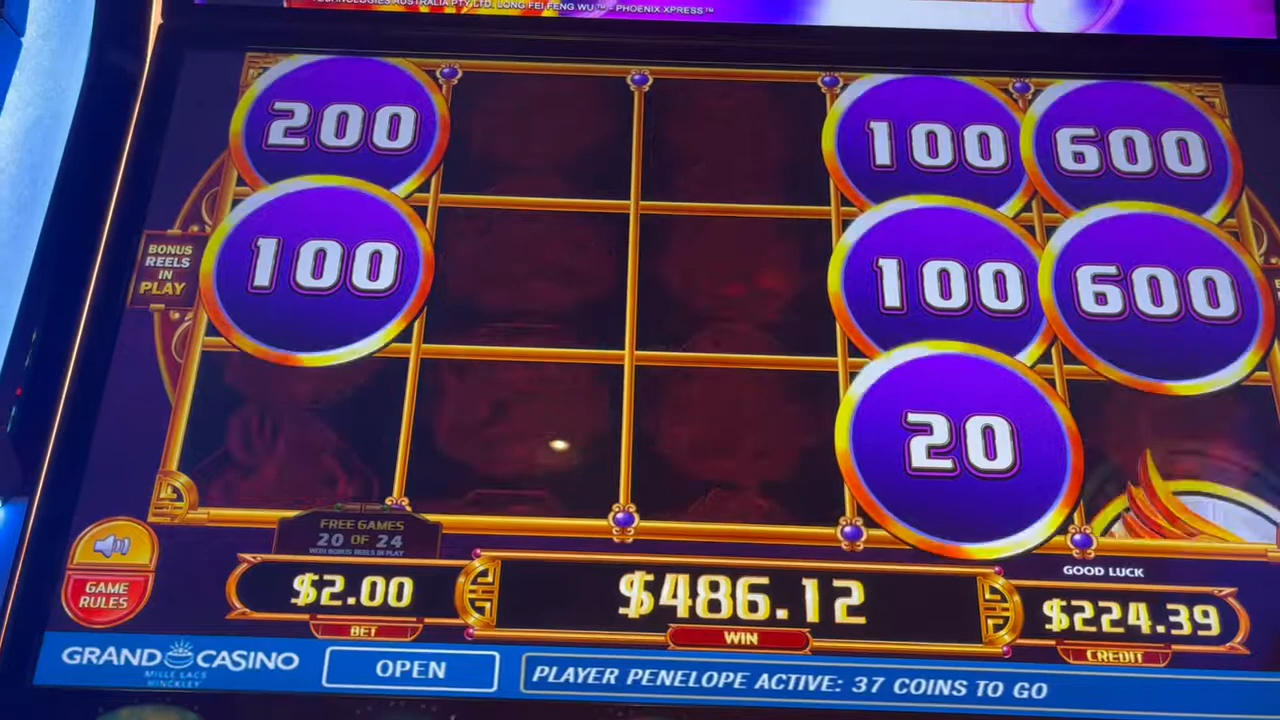 TECHNOLOGIES AUSTRALIA PTY LTD. LONG FEI FENG WU™ - PHOENIX XPRESS™
200
100
600
100
100
600
20
BONUS
REELS
IN
PLAY
FREE GAMES
20 OF 24
WITH BONUS REELS IN PLAY
GAME
RULES
$2.00
BET
$486.12
WIN
GOOD LUCK
$224.39
CREDIT
GRAND CASINO
MILLE LACS
HINCKLEY
OPEN
PLAYER PENELOPE ACTIVE: 37 COINS TO GO